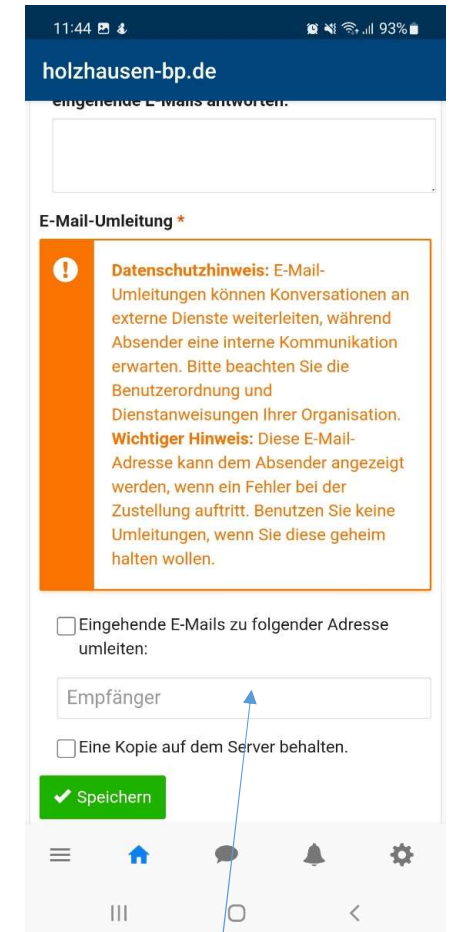 11:44 93%
holzhausen-bp.de
eingehende E-Mails antworten:
E-Mail-Umleitung *
Datenschutzhinweis: E-Mail-
Umleitungen können Konversationen an
externe Dienste weiterleiten, während
Absender eine interne Kommunikation
erwarten. Bitte beachten Sie die
Benutzerordnung und
Dienstanweisungen Ihrer Organisation.
Wichtiger Hinweis: Diese E-Mail-
Adresse kann dem Absender angezeigt
werden, wenn ein Fehler bei der
Zustellung auftritt. Benutzen Sie keine
Umleitungen, wenn Sie diese geheim
halten wollen.
Eingehende E-Mails zu folgender Adresse
umleiten:
Empfänger
Eine Kopie auf dem Server behalten.
Speichern